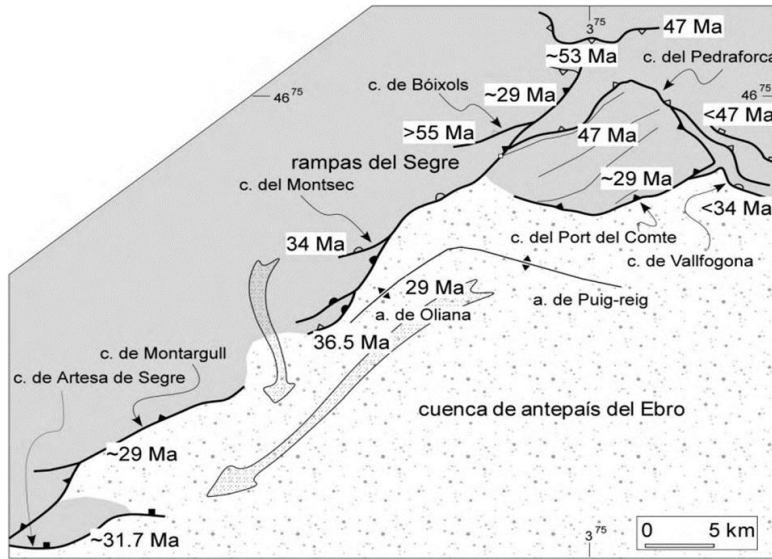 3 75
47 Ma
~53 Ma
c. del Pedraforca
46 75
46 75
c. de Bóixols
~29 Ma
<47 Ma
>55 Ma
47 Ma
rampas del Segre
c. del Montsec
~29 Ma
<34 Ma
34 Ma
c. del Port del Comte
c. de Vallfogona
29 Ma
a. de Oliana
a. de Puig-reig
36.5 Ma
c. de Montargull
c. de Artesa de Segre
cuenca de antepaís del Ebro
~29 Ma
~31.7 Ma
3 75
0 5 km